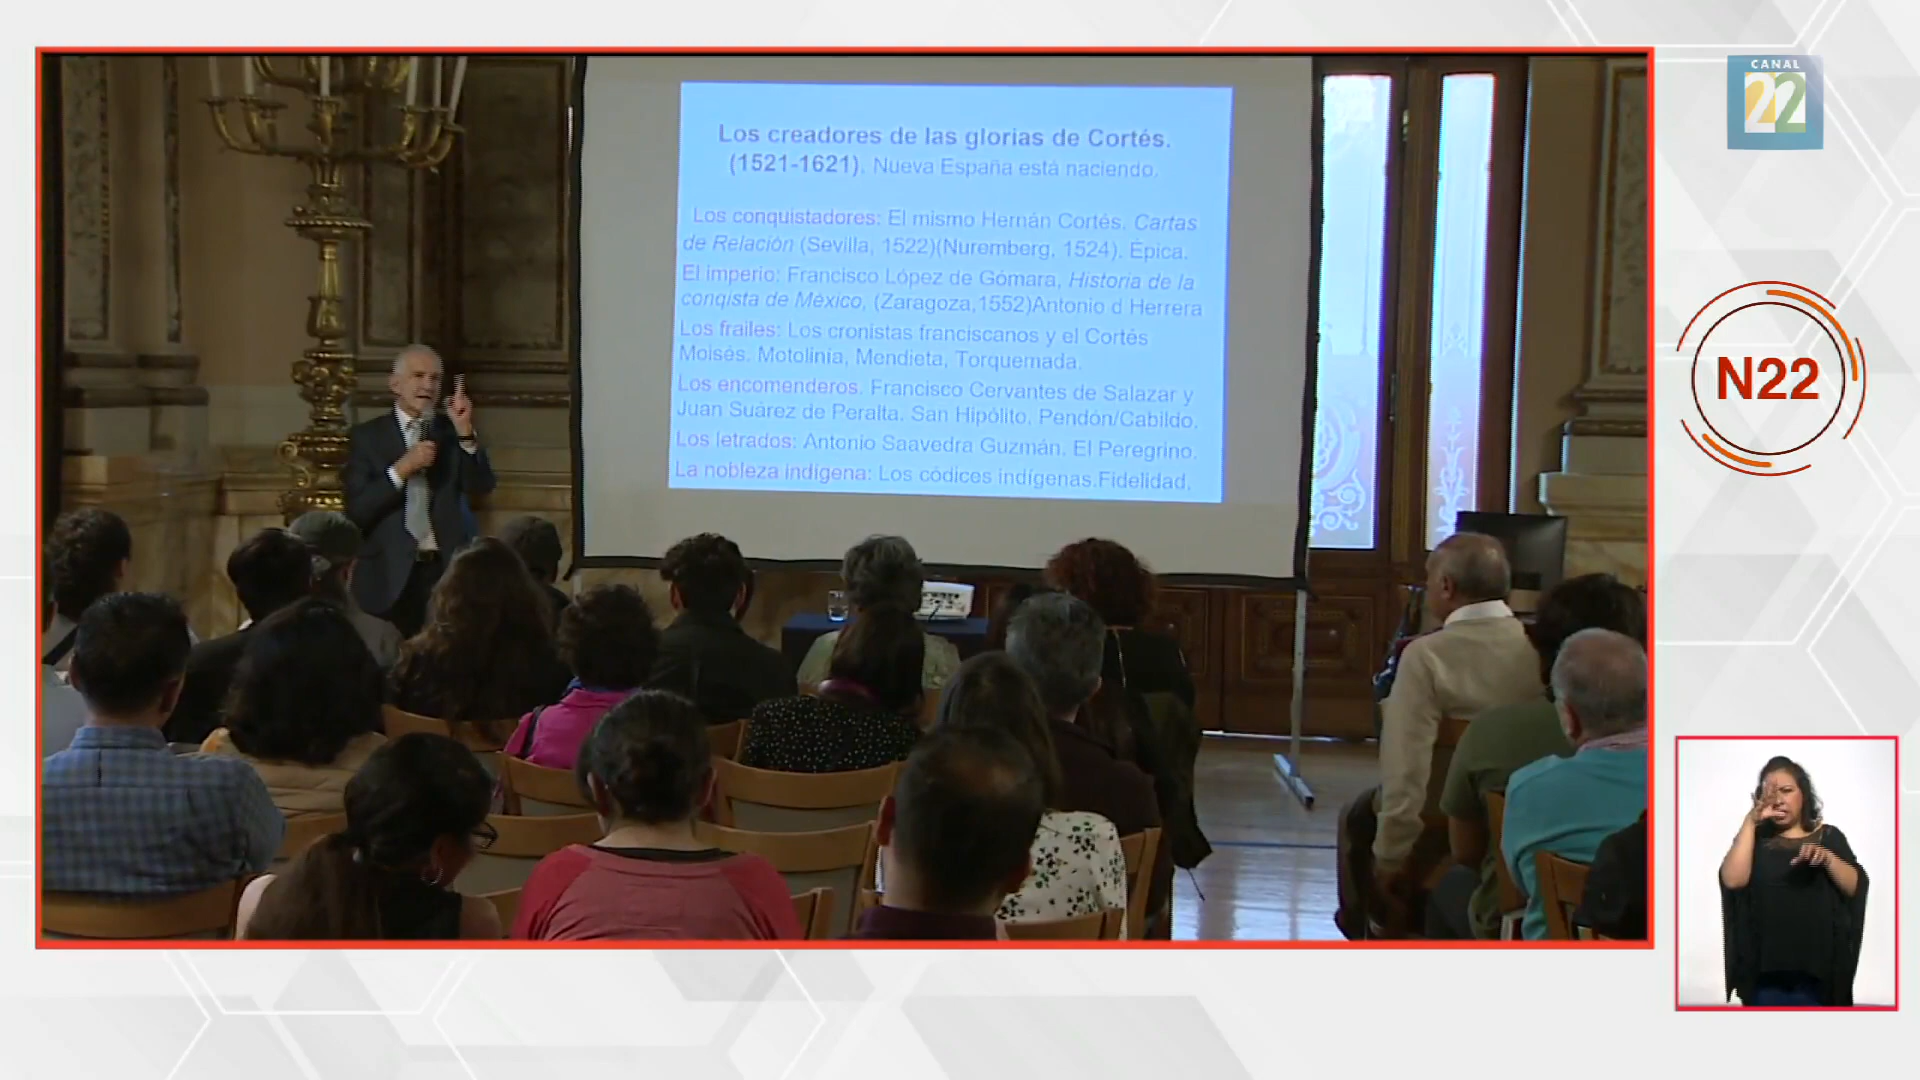 Los creadores de las glorias de Cortés.
(1521-1621). Nueva España está naciendo.
Los conquistadores: El mismo Hernán Cortés. Cartas
de Relación (Sevilla, 1522)(Nuremberg, 1524). Épica.
El imperio: Francisco López de Gómara, Historia de la
conqista de México, (Zaragoza,1552)Antonio d Herrera
Los frailes: Los cronistas franciscanos y el Cortés
Moisés. Motolinia, Mendieta, Torquemada.
Los encomenderos. Francisco Cervantes de Salazar y
Juan Suárez de Peralta. San Hipólito. Pendón/Cabildo.
Los letrados: Antonio Saavedra Guzmán. El Peregrino.
La nobleza indígena: Los códices indígenas.Fidelidad.
CANAL
22
N22